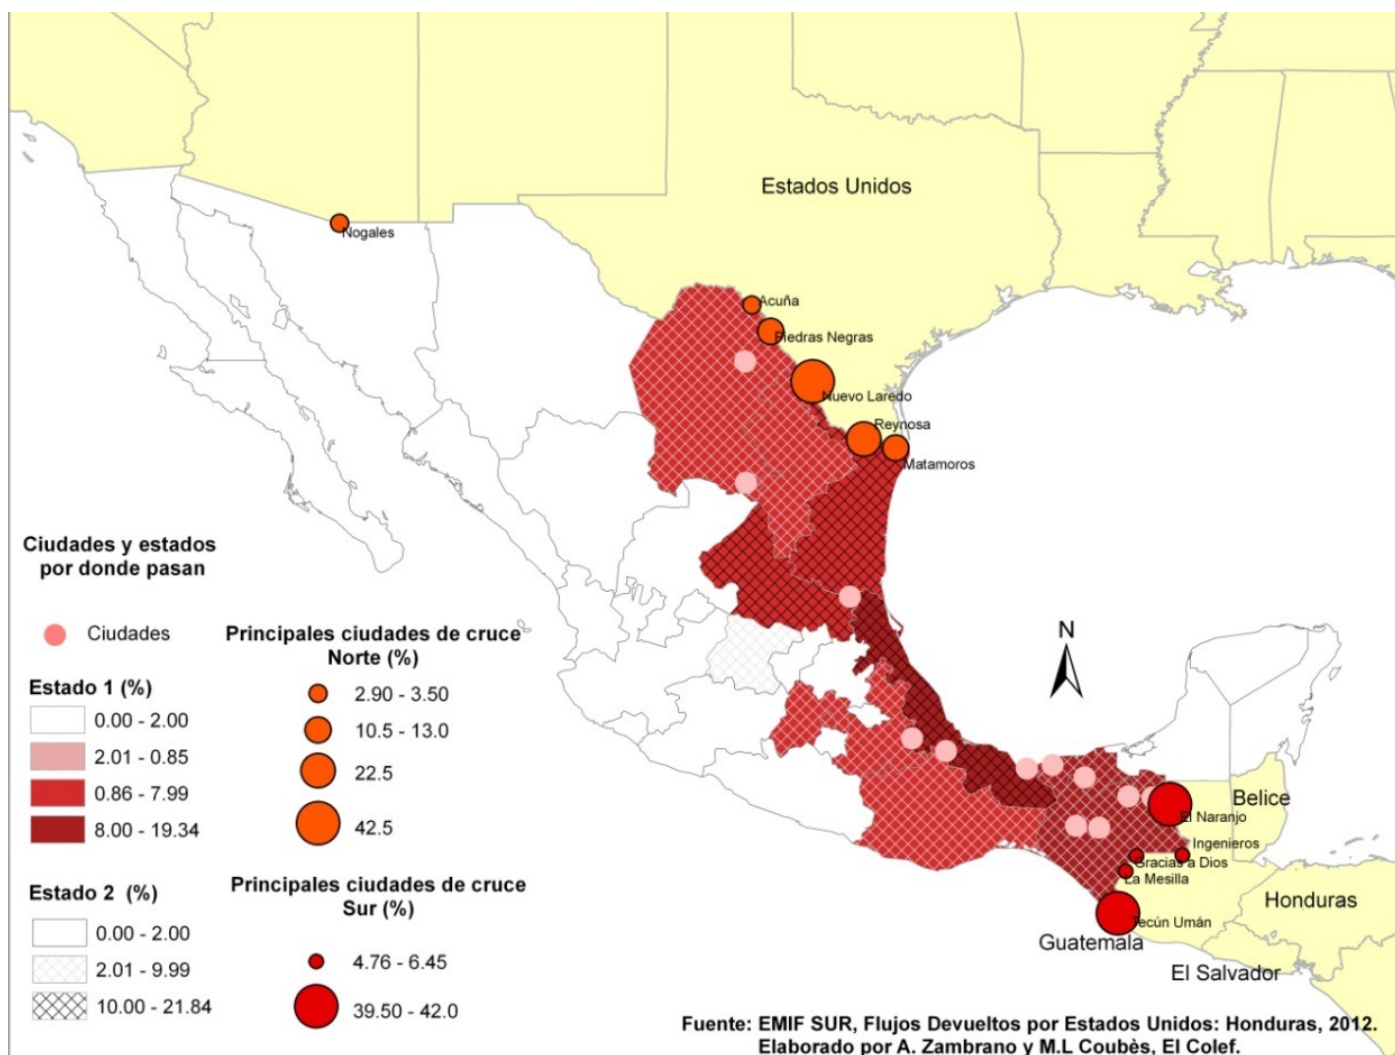 Estados Unidos
Nogales
Acuña
Piedras Negras
Nuevo Laredo
Reynosa
Matamoros
N
Belice
El Naranjo
Ingenieros
Gracias a Dios
La Mesilla
Tecún Umán
Honduras
Guatemala
El Salvador
Ciudades y estados
por donde pasan
Ciudades
Estado 1 (%)
0.00 - 2.00
2.01 - 0.85
0.86 - 7.99
8.00 - 19.34
Estado 2 (%)
0.00 - 2.00
2.01 - 9.99
10.00 - 21.84
Principales ciudades de cruce
Norte (%)
2.90 - 3.50
10.5 - 13.0
22.5
42.5
Principales ciudades de cruce
Sur (%)
4.76 - 6.45
39.50 - 42.0
Fuente: EMIF SUR, Flujos Devueltos por Estados Unidos: Honduras, 2012.
Elaborado por A. Zambrano y M.L Coubès, El Colef.